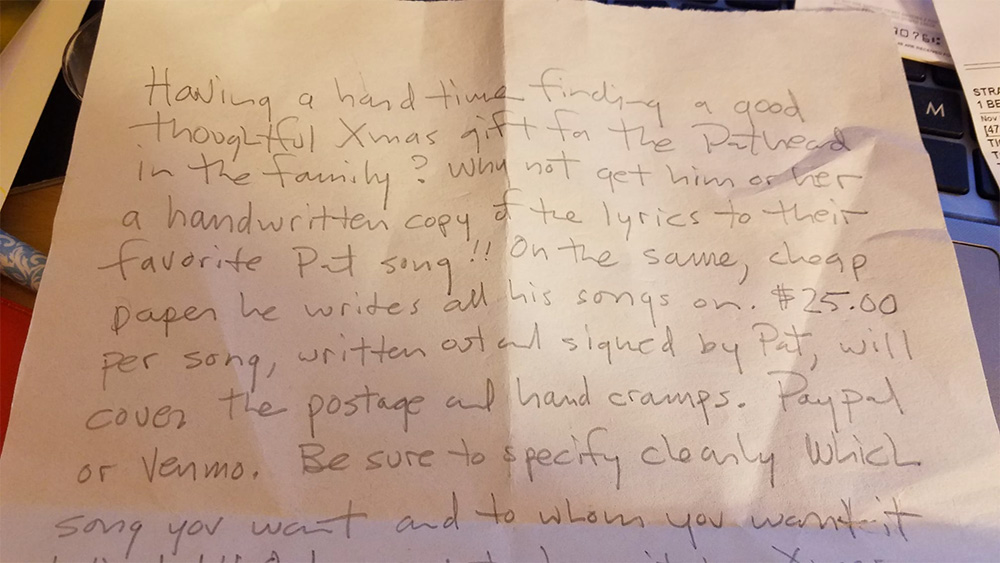 Having a hard time finding a good
thoughtful Xmas gift for the Pathead
in the family? Why not get him or her
a handwritten copy of the lyrics to their
favorite Pat song!! On the same, cheap
paper he writes all his songs on. $25.00
per song, written out and signed by Pat, will
cover the postage and hand cramps. Paypal
or Venmo. Be sure to specify clearly which
song you want and to whom you want it
Xmas
M
STRA
1 BE
Nov
[47
TI
T